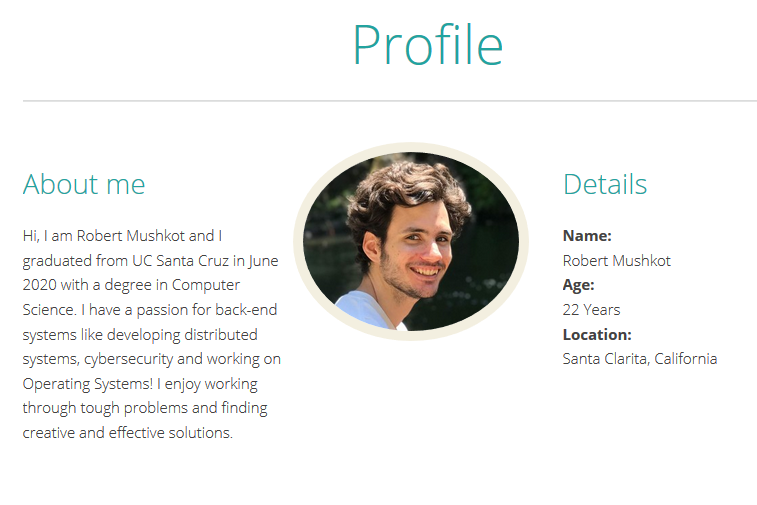 Profile
About me
Hi, I am Robert Mushkot and I
graduated from UC Santa Cruz in June
2020 with a degree in Computer
Science. I have a passion for back-end
systems like developing distributed
systems, cybersecurity and working on
Operating Systems! I enjoy working
through tough problems and finding
creative and effective solutions.
Details
Name:
Robert Mushkot
Age:
22 Years
Location:
Santa Clarita, California